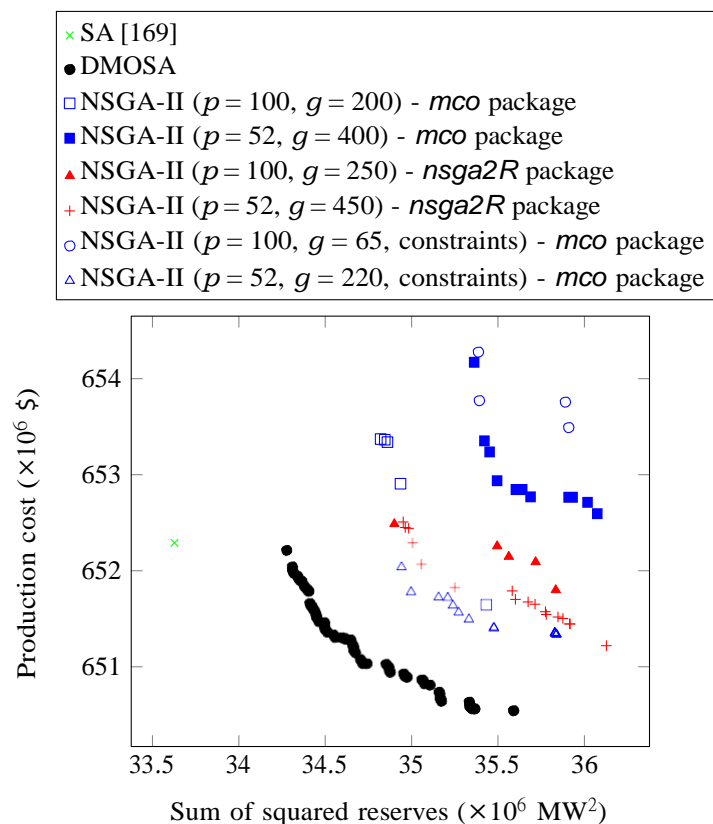 SA [169]
DMOSA
NSGA-II (p = 100, g = 200) - mco package
NSGA-II (p = 52, g = 400) - mco package
NSGA-II (p = 100, g = 250) - nsga2R package
NSGA-II (p = 52, g = 450) - nsga2R package
NSGA-II (p = 100, g = 65, constraints) - mco package
NSGA-II (p = 52, g = 220, constraints) - mco package
654
653
652
651
Production cost (×10⁶ $)
33.5 34 34.5 35 35.5 36
Sum of squared reserves (×10⁶ MW²)